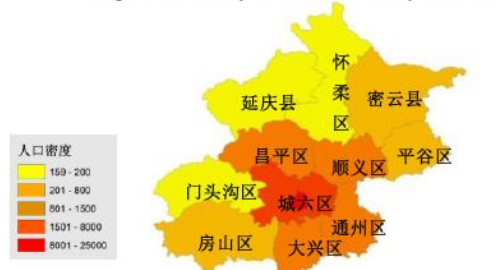 怀柔区
延庆县
密云县
昌平区
顺义区
平谷区
门头沟区
城六区
通州区
房山区
大兴区
人口密度
159 - 200
201 - 800
801 - 1500
1501 - 8000
8001 - 25000